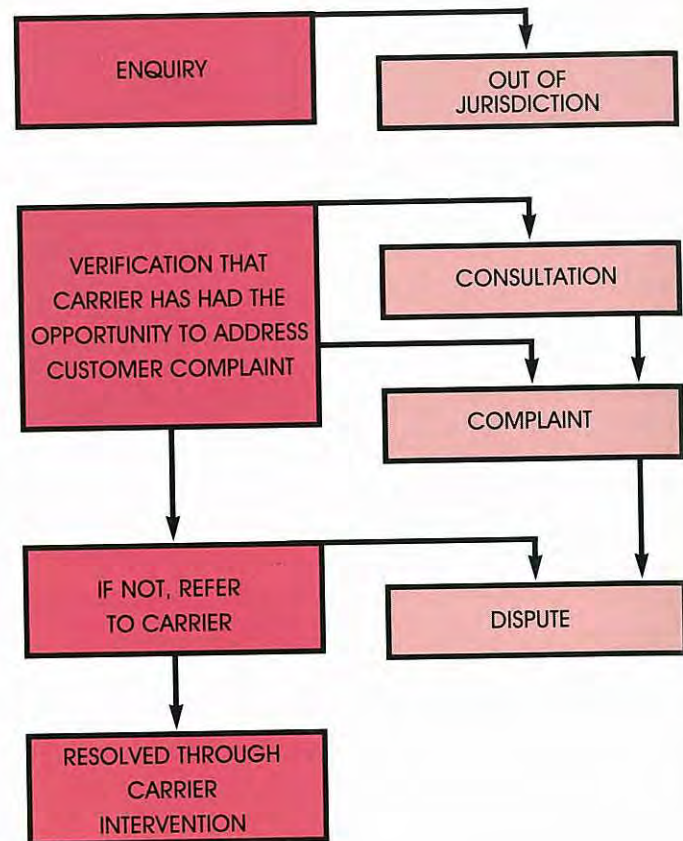 ENQUIRY
OUT OF
JURISDICTION
VERIFICATION THAT
CARRIER HAS HAD THE
OPPORTUNITY TO ADDRESS
CUSTOMER COMPLAINT
CONSULTATION
COMPLAINT
IF NOT, REFER
TO CARRIER
DISPUTE
RESOLVED THROUGH
CARRIER
INTERVENTION